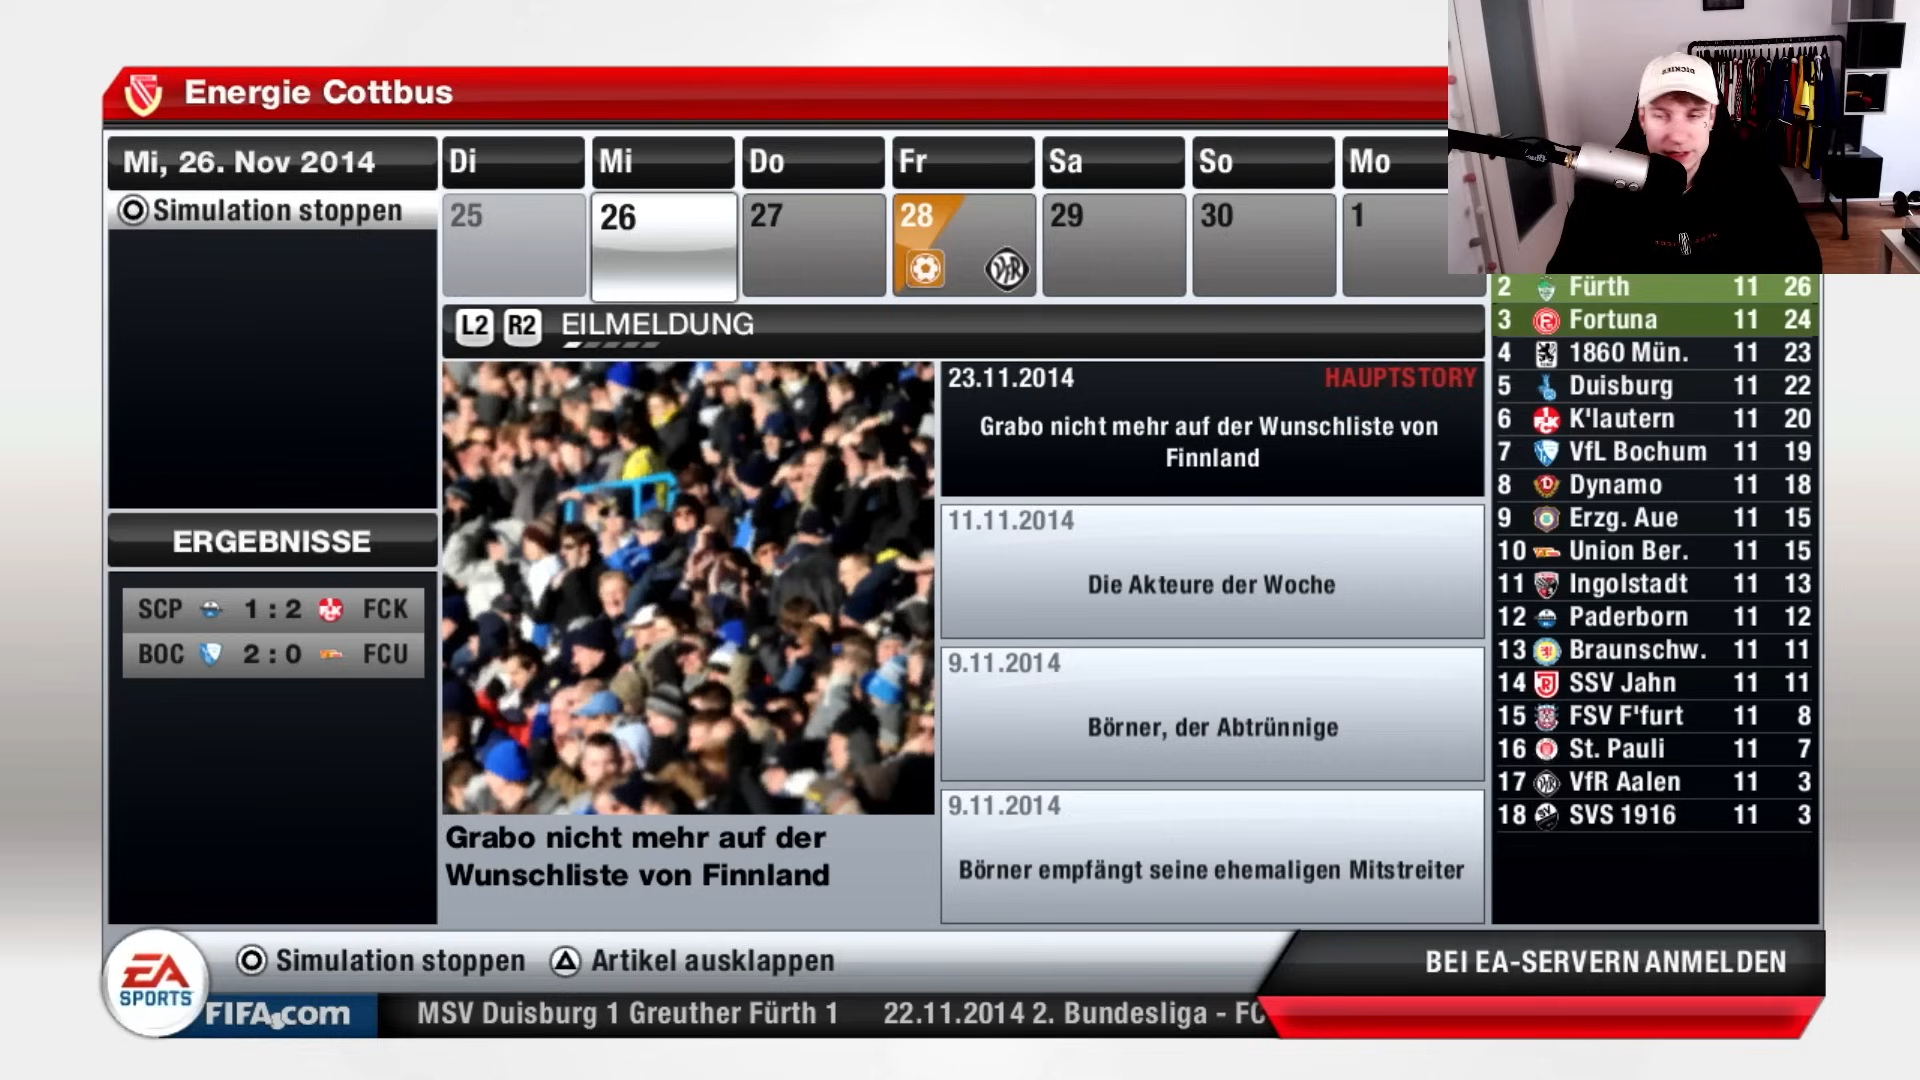 Energie Cottbus
Mi, 26. Nov 2014
Di Mi Do Fr Sa So Mo
Simulation stoppen
25 26 27 28 29 30 1
L2 R2 EILMELDUNG
ERGEBNISSE
SCP 1 : 2 FCK
BOC 2 : 0 FCU
Grabo nicht mehr auf der
Wunschliste von Finnland
23.11.2014 HAUPTSTORY
Grabo nicht mehr auf der Wunschliste von
Finnland
11.11.2014
Die Akteure der Woche
9.11.2014
Börner, der Abtrünnige
9.11.2014
Börner empfängt seine ehemaligen Mitstreiter
2 Fürth 11 26
3 Fortuna 11 24
4 1860 Mün. 11 23
5 Duisburg 11 22
6 K'lautern 11 20
7 VfL Bochum 11 19
8 Dynamo 11 18
9 Erzg. Aue 11 15
10 Union Ber. 11 15
11 Ingolstadt 11 13
12 Paderborn 11 12
13 Braunschw. 11 11
14 SSV Jahn 11 11
15 FSV F'furt 11 8
16 St. Pauli 11 7
17 VfR Aalen 11 3
18 SVS 1916 11 3
Simulation stoppen Artikel ausklappen
BEI EA-SERVERN ANMELDEN
EA
SPORTS
FIFA.com
MSV Duisburg 1 Greuther Fürth 1 22.11.2014 2. Bundesliga - FC